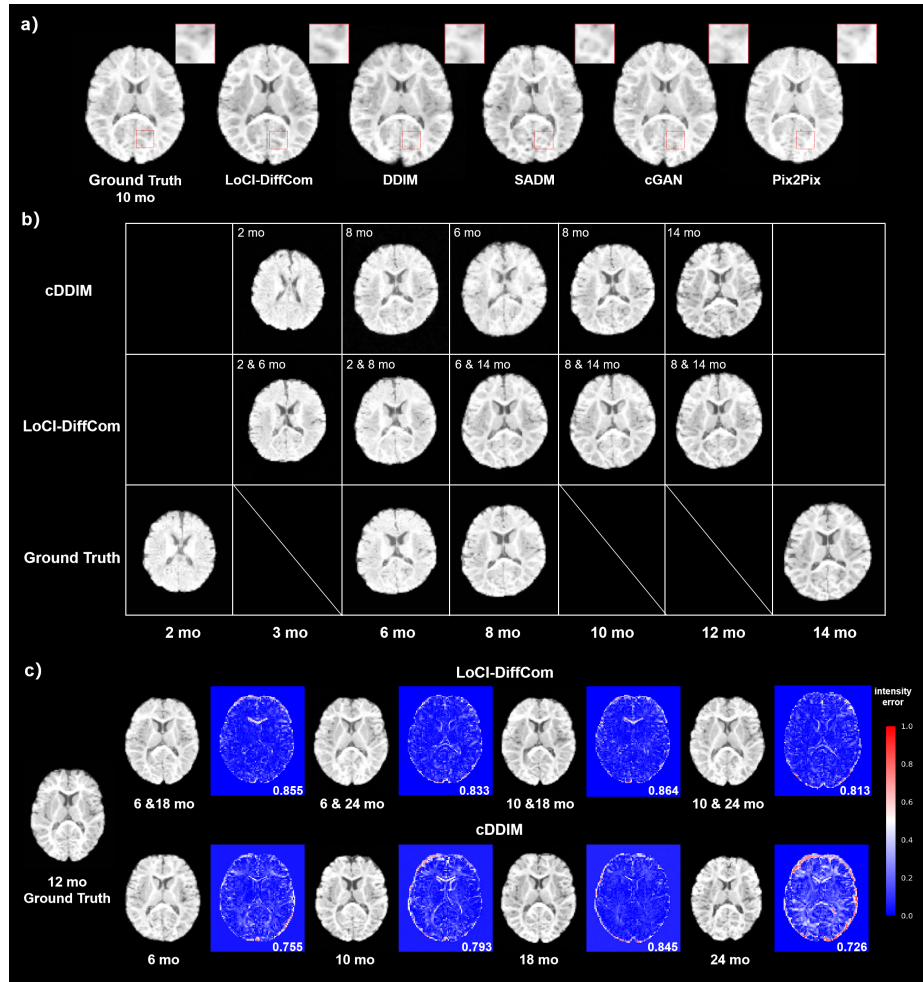 a)
Ground Truth
10 mo
LoCI-DiffCom
DDIM
SADM
cGAN
Pix2Pix
b)
cDDIM
2 mo
8 mo
6 mo
8 mo
14 mo
LoCI-DiffCom
2 & 6 mo
2 & 8 mo
6 & 14 mo
8 & 14 mo
8 & 14 mo
Ground Truth
2 mo
3 mo
6 mo
8 mo
10 mo
12 mo
14 mo
c)
LoCI-DiffCom
intensity
error
1.0
0.8
0.6
0.4
0.2
0.0
0.855
0.833
0.864
0.813
6 &18 mo
6 & 24 mo
10 &18 mo
10 & 24 mo
cDDIM
12 mo
Ground Truth
0.755
0.793
0.845
0.726
6 mo
10 mo
18 mo
24 mo